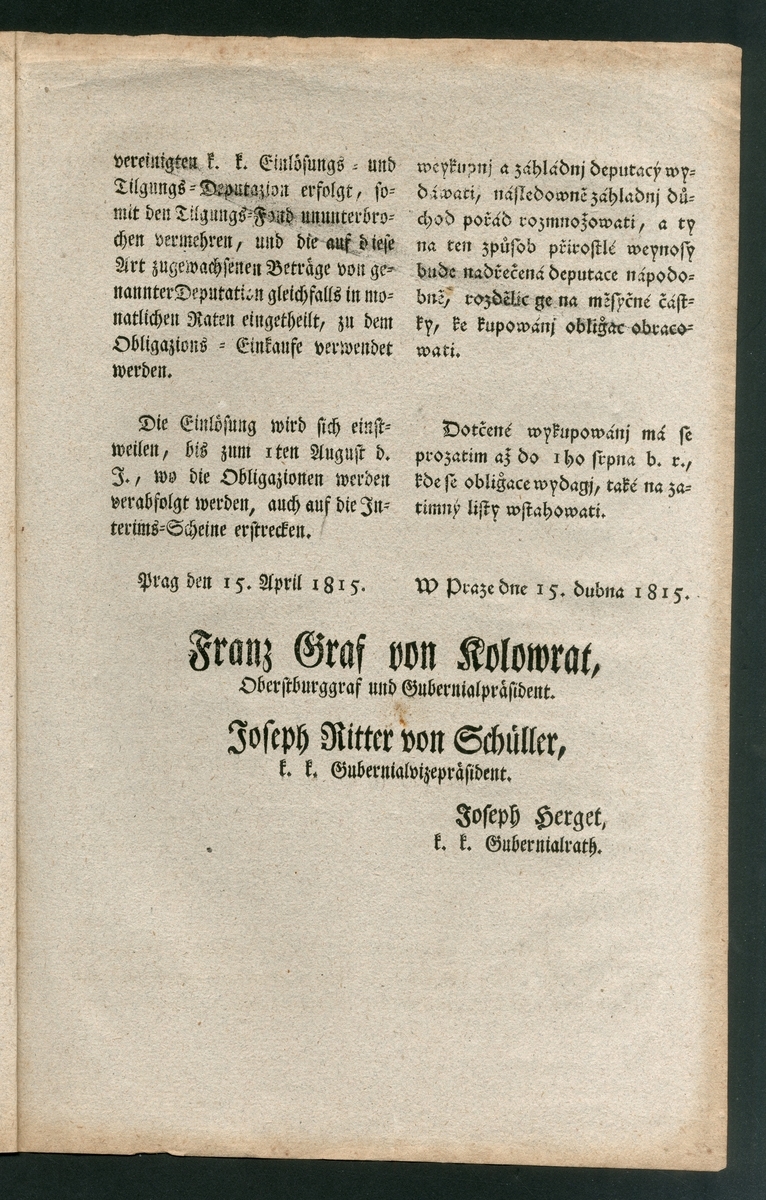 vereinigten k. k. Einlösungs = und
Tilgungs = Deputazion erfolgt, so=
mit den Tilgungs=Fond ununterbro=
chen vermehren, und die auf diese
Art zugewachsenen Beträge von ge=
nannter Deputation gleichfalls in mo=
natlichen Raten eingetheilt, zu dem
Obligazions = Einkaufe verwendet
werden.
Die Einlösung wird sich einst=
weilen, bis zum 1ten August d.
J., wo die Obligazionen werden
verabfolgt werden, auch auf die In=
terims=Scheine erstrecken.
Prag den 15. April 1815.
weykupnj a záhládnj deputacý wy=
dáwati, následowně záhladnj dů=
chod pořád rozmnožowati, a ty
na ten způsob přirostlé weynosy
bude nadřečená deputace nápodo=
bně, rozdělic ge na měsyčné část=
ky, ke kupowánj obligac obraco=
wati.
Dotčené wykupowánj má se
prozatim až do 1ho srpna b. r.,
kde se obligace wydagj, také na za=
timný listy wstahowati.
W Praze dne 15. dubna 1815.
Franz Graf von Kolowrat,
Oberstburggraf und Gubernialpräsident.
Joseph Ritter von Schüller,
k. k. Gubernialvizepräsident.
Joseph Herget,
k. k. Gubernialrath.